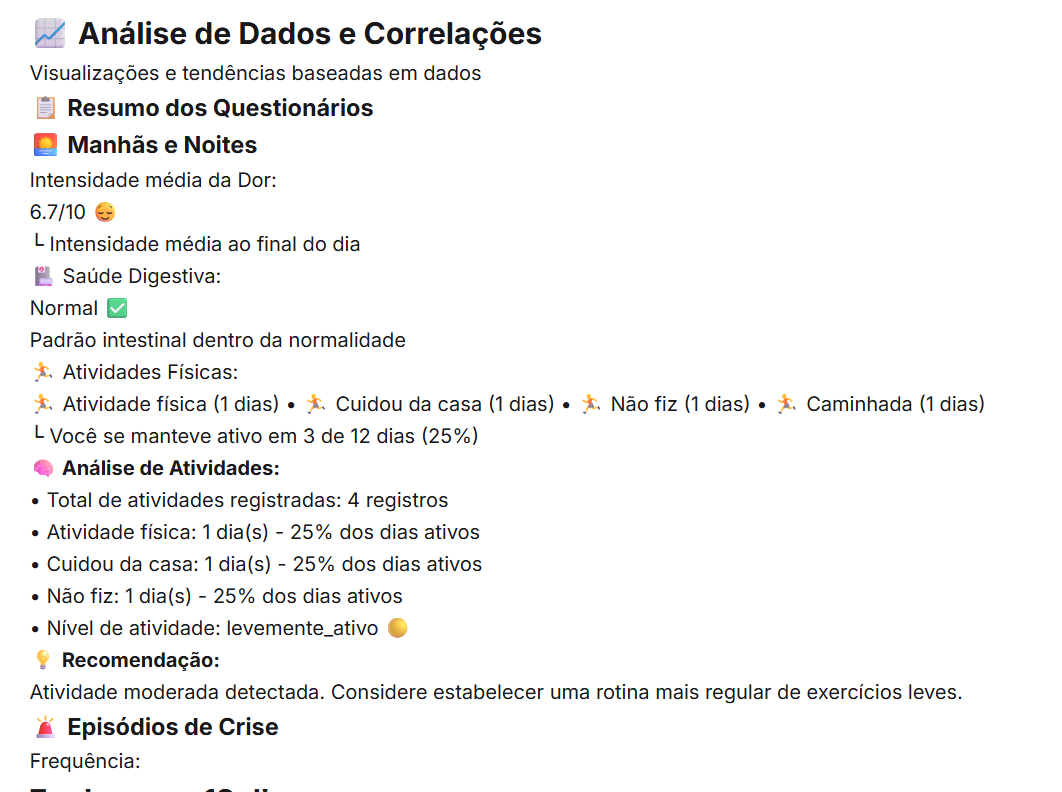 📈 Análise de Dados e Correlações
Visualizações e tendências baseadas em dados
📋 Resumo dos Questionários
🌅 Manhãs e Noites
Intensidade média da Dor:
6.7/10 😌
└ Intensidade média ao final do dia
Saúde Digestiva:
Normal ✅
Padrão intestinal dentro da normalidade
🏃 Atividades Físicas:
🏃 Atividade física (1 dias) • 🏃 Cuidou da casa (1 dias) • 🏃 Não fiz (1 dias) • 🏃 Caminhada (1 dias)
└ Você se manteve ativo em 3 de 12 dias (25%)
🧠 Análise de Atividades:
• Total de atividades registradas: 4 registros
• Atividade física: 1 dia(s) - 25% dos dias ativos
• Cuidou da casa: 1 dia(s) - 25% dos dias ativos
• Não fiz: 1 dia(s) - 25% dos dias ativos
• Nível de atividade: levemente_ativo 🟡
💡 Recomendação:
Atividade moderada detectada. Considere estabelecer uma rotina mais regular de exercícios leves.
🚨 Episódios de Crise
Frequência: